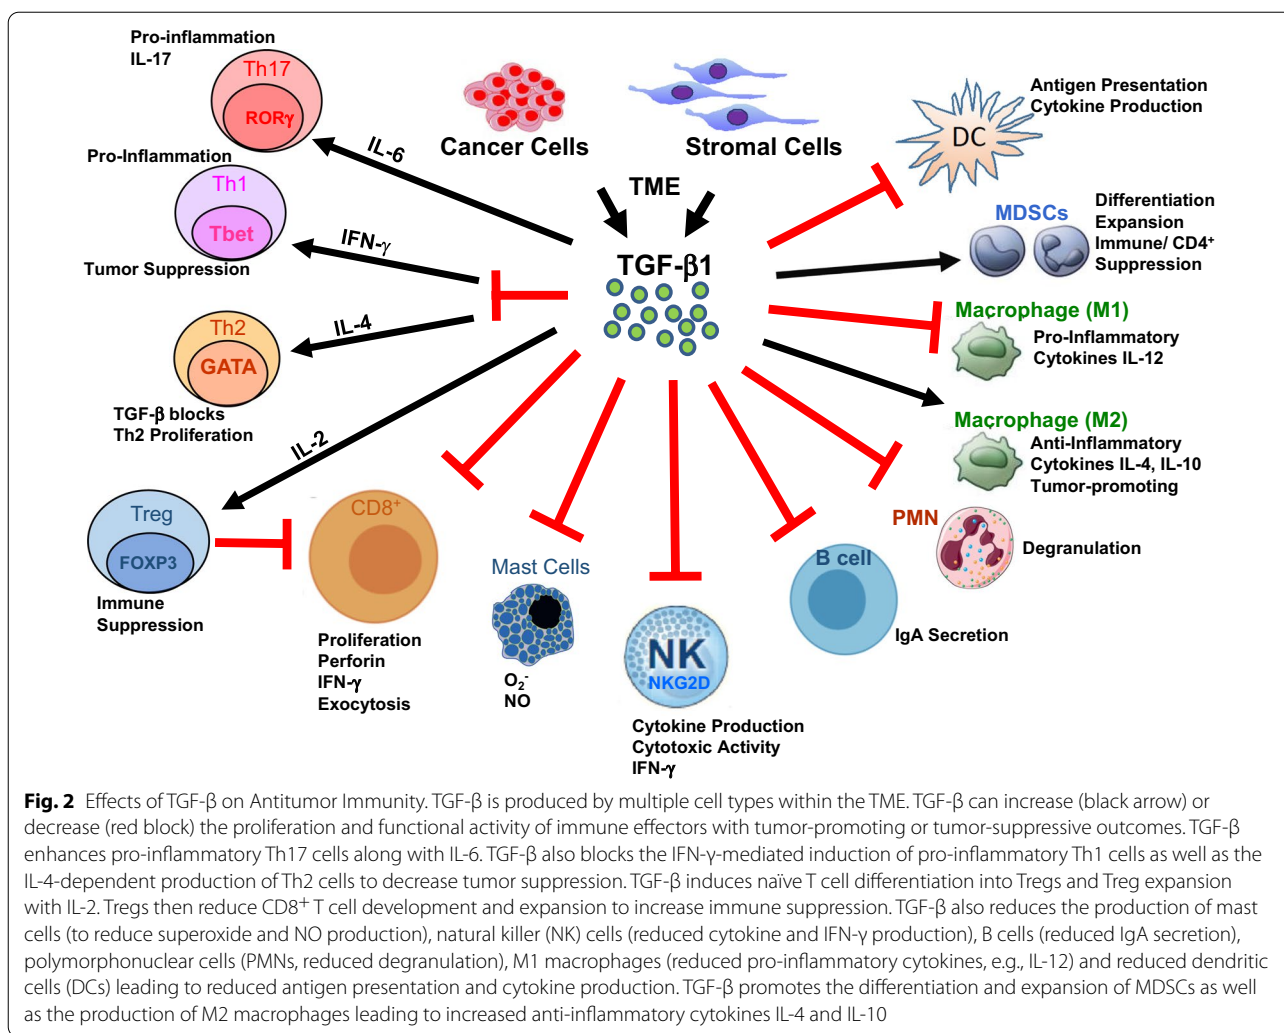 Pro-inflammation
IL-17
Th17
RORγ
IL-6
Cancer Cells
Stromal Cells
TME
TGF-β1
Pro-Inflammation
Th1
Tbet
IFN-γ
Tumor Suppression
Th2
GATA
IL-4
TGF-β blocks
Th2 Proliferation
IL-2
Treg
FOXP3
Immune
Suppression
CD8⁺
Proliferation
Perforin
IFN-γ
Exocytosis
Mast Cells
O₂⁻
NO
NK
NKG2D
Cytokine Production
Cytotoxic Activity
IFN-γ
B cell
IgA Secretion
PMN
Degranulation
Macrophage (M2)
Anti-Inflammatory
Cytokines IL-4, IL-10
Tumor-promoting
Macrophage (M1)
Pro-Inflammatory
Cytokines IL-12
MDSCs
Differentiation
Expansion
Immune/ CD4⁺
Suppression
DC
Antigen Presentation
Cytokine Production
Fig. 2 Effects of TGF-β on Antitumor Immunity. TGF-β is produced by multiple cell types within the TME. TGF-β can increase (black arrow) or
decrease (red block) the proliferation and functional activity of immune effectors with tumor-promoting or tumor-suppressive outcomes. TGF-β
enhances pro-inflammatory Th17 cells along with IL-6. TGF-β also blocks the IFN-γ-mediated induction of pro-inflammatory Th1 cells as well as the
IL-4-dependent production of Th2 cells to decrease tumor suppression. TGF-β induces naïve T cell differentiation into Tregs and Treg expansion
with IL-2. Tregs then reduce CD8⁺ T cell development and expansion to increase immune suppression. TGF-β also reduces the production of mast
cells (to reduce superoxide and NO production), natural killer (NK) cells (reduced cytokine and IFN-γ production), B cells (reduced IgA secretion),
polymorphonuclear cells (PMNs, reduced degranulation), M1 macrophages (reduced pro-inflammatory cytokines, e.g., IL-12) and reduced dendritic
cells (DCs) leading to reduced antigen presentation and cytokine production. TGF-β promotes the differentiation and expansion of MDSCs as well
as the production of M2 macrophages leading to increased anti-inflammatory cytokines IL-4 and IL-10